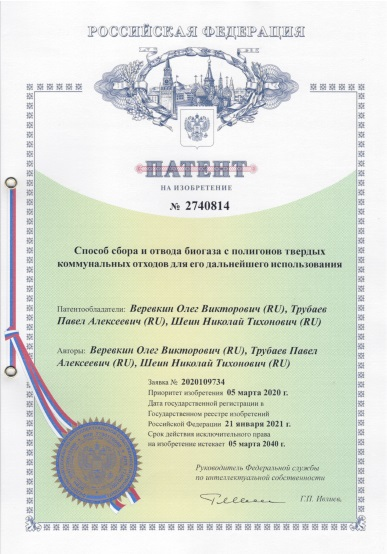 РОССИЙСКАЯ ФЕДЕРАЦИЯ
ПАТЕНТ
НА ИЗОБРЕТЕНИЕ
№ 2740814
Способ сбора и отвода биогаза с полигонов твердых
коммунальных отходов для его дальнейшего использования
Патентообладатели: Веревкин Олег Викторович (RU), Трубаев
Павел Алексеевич (RU), Шеин Николай Тихонович (RU)
Авторы: Веревкин Олег Викторович (RU), Трубаев Павел
Алексеевич (RU), Шеин Николай Тихонович (RU)
Заявка № 2020109734
Приоритет изобретения 05 марта 2020 г.
Дата государственной регистрации в
Государственном реестре изобретений
Российской Федерации 21 января 2021 г.
Срок действия исключительного права
на изобретение истекает 05 марта 2040 г.
Руководитель Федеральной службы
по интеллектуальной собственности
Г.П. Ивлиев